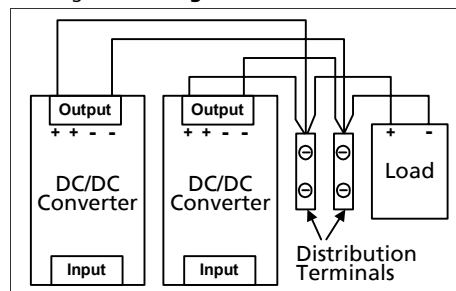 Output
+ + - -
DC/DC
Converter
Input
Output
+ + - -
DC/DC
Converter
Input
+ -
Load
Distribution
Terminals